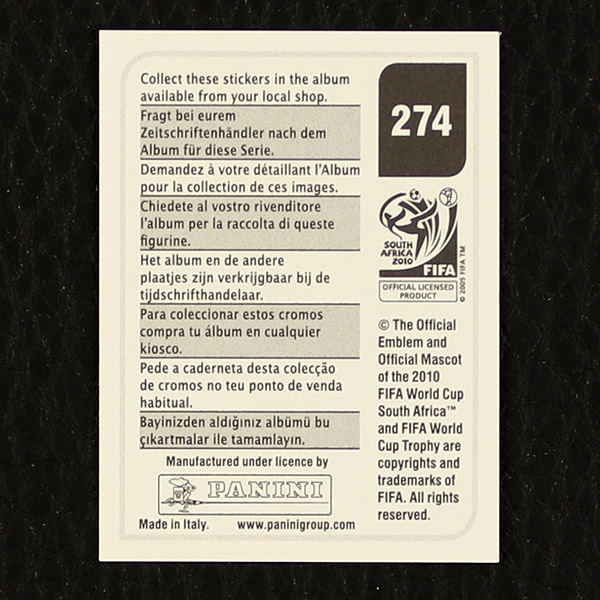 Collect these stickers in the album
available from your local shop.
Fragt bei eurem
Zeitschriftenhändler nach dem
Album für diese Serie.
Demandez à votre détaillant l'Album
pour la collection de ces images.
Chiedete al vostro rivenditore
l'album per la raccolta di queste
figurine.
Het album en de andere
plaatjes zijn verkrijgbaar bij de
tijdschrifthandelaar.
Para coleccionar estos cromos
compra tu álbum en cualquier
kiosco.
Pede a caderneta desta colecção
de cromos no teu ponto de venda
habitual.
Bayinizden aldığınız albümü bu
çıkartmalar ile tamamlayın.
Manufactured under licence by
PANINI
Made in Italy. www.paninigroup.com
274
SOUTH
AFRICA
2010
FIFA
© 2005 FIFA TM
OFFICIAL LICENSED
PRODUCT
© The Official
Emblem and
Official Mascot
of the 2010
FIFA World Cup
South Africa™
and FIFA World
Cup Trophy are
copyrights and
trademarks of
FIFA. All rights
reserved.